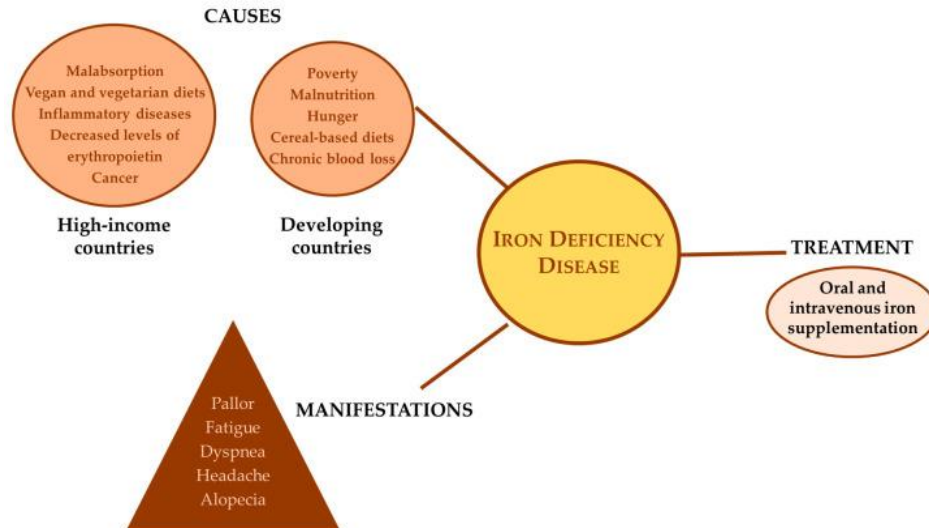 CAUSES
Malabsorption
Vegan and vegetarian diets
Inflammatory diseases
Decreased levels of
erythropoietin
Cancer
High-income
countries
Poverty
Malnutrition
Hunger
Cereal-based diets
Chronic blood loss
Developing
countries
IRON DEFICIENCY
DISEASE
TREATMENT
Oral and
intravenous iron
supplementation
MANIFESTATIONS
Pallor
Fatigue
Dyspnea
Headache
Alopecia